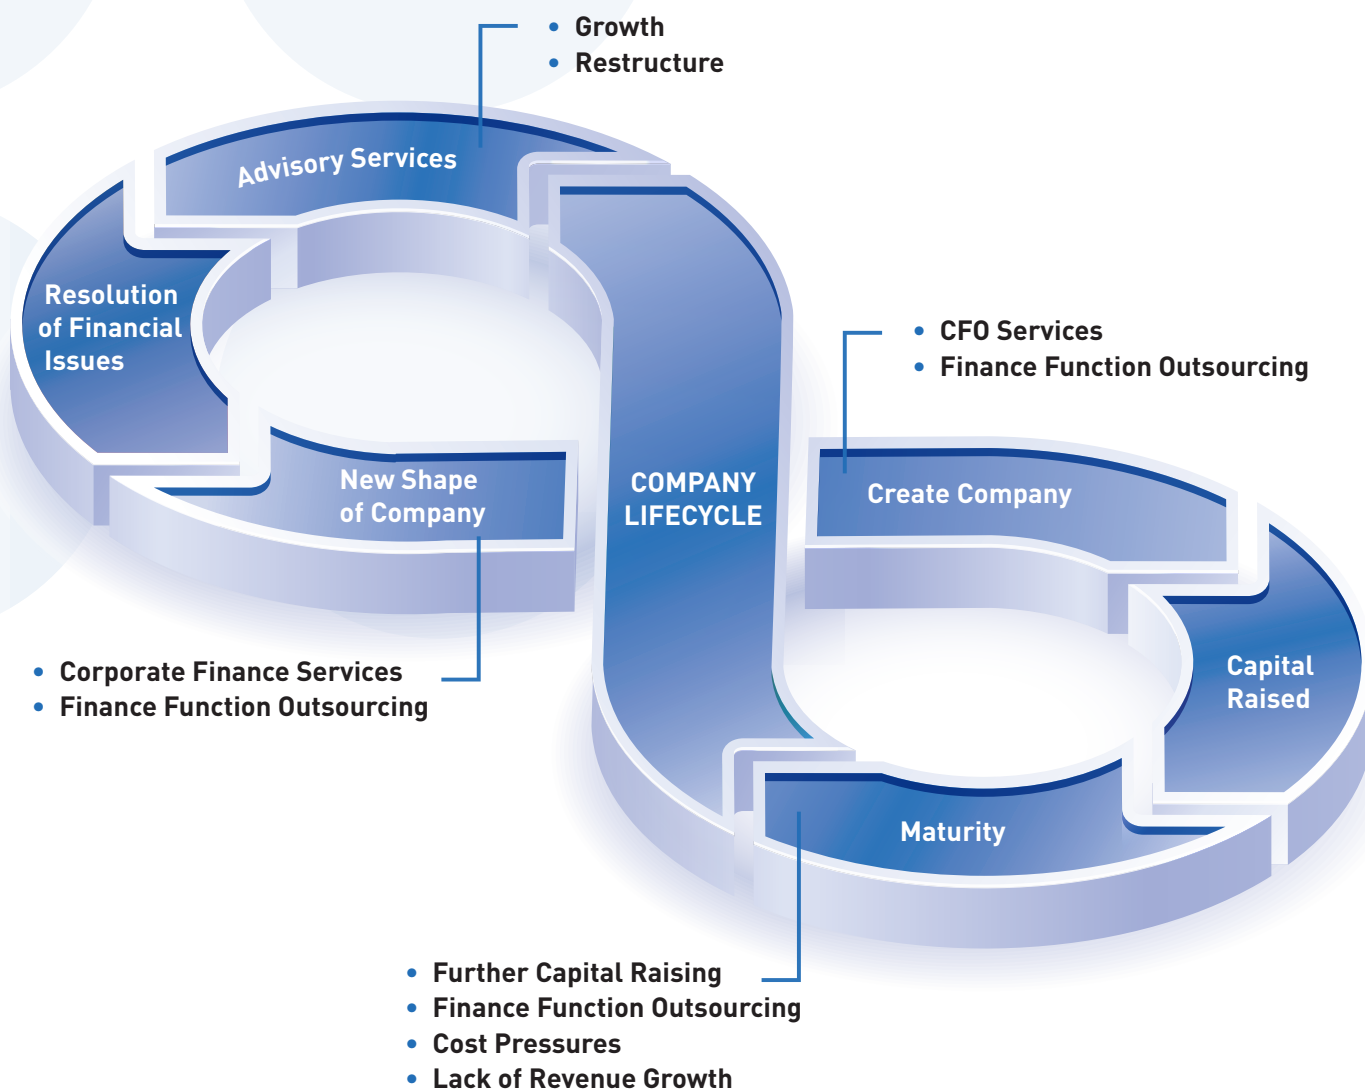 • Growth
• Restructure
Advisory Services
Resolution
of Financial
Issues
• CFO Services
• Finance Function Outsourcing
New Shape
of Company
COMPANY
LIFECYCLE
Create Company
• Corporate Finance Services
• Finance Function Outsourcing
Capital
Raised
Maturity
• Further Capital Raising
• Finance Function Outsourcing
• Cost Pressures
• Lack of Revenue Growth